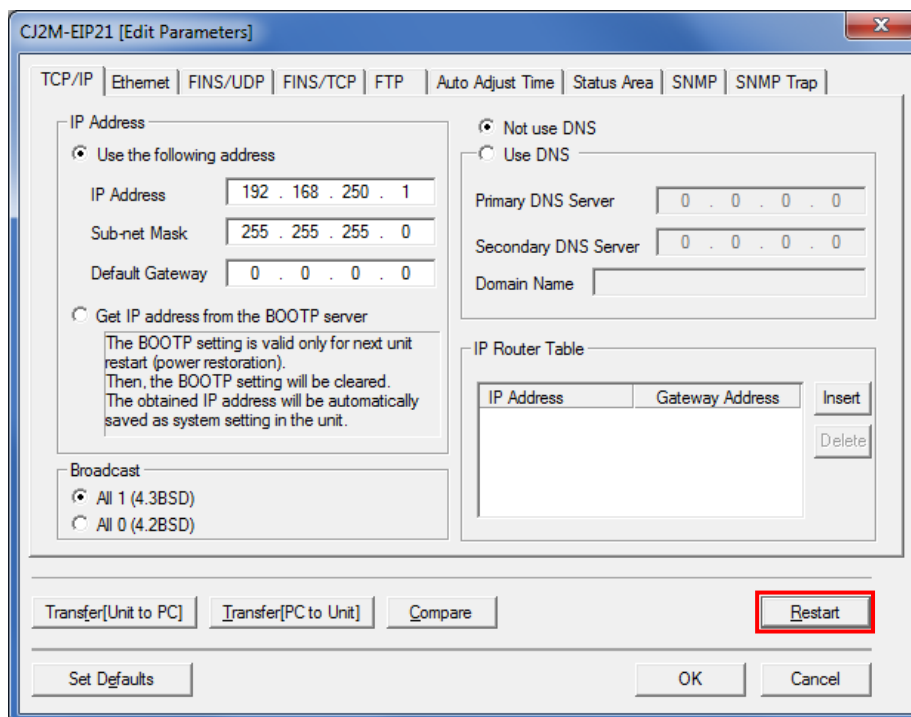 CJ2M-EIP21 [Edit Parameters]
TCP/IP Ethernet FINS/UDP FINS/TCP FTP Auto Adjust Time Status Area SNMP SNMP Trap
IP Address
Use the following address
IP Address 192 . 168 . 250 . 1
Sub-net Mask 255 . 255 . 255 . 0
Default Gateway 0 . 0 . 0 . 0
Get IP address from the BOOTP server
The BOOTP setting is valid only for next unit
restart (power restoration).
Then, the BOOTP setting will be cleared.
The obtained IP address will be automatically
saved as system setting in the unit.
Broadcast
All 1 (4.3BSD)
All 0 (4.2BSD)
Not use DNS
Use DNS
Primary DNS Server 0 . 0 . 0 . 0
Secondary DNS Server 0 . 0 . 0 . 0
Domain Name
IP Router Table
IP Address Gateway Address
Insert
Delete
Transfer[Unit to PC] Transfer[PC to Unit] Compare Restart
Set Defaults OK Cancel